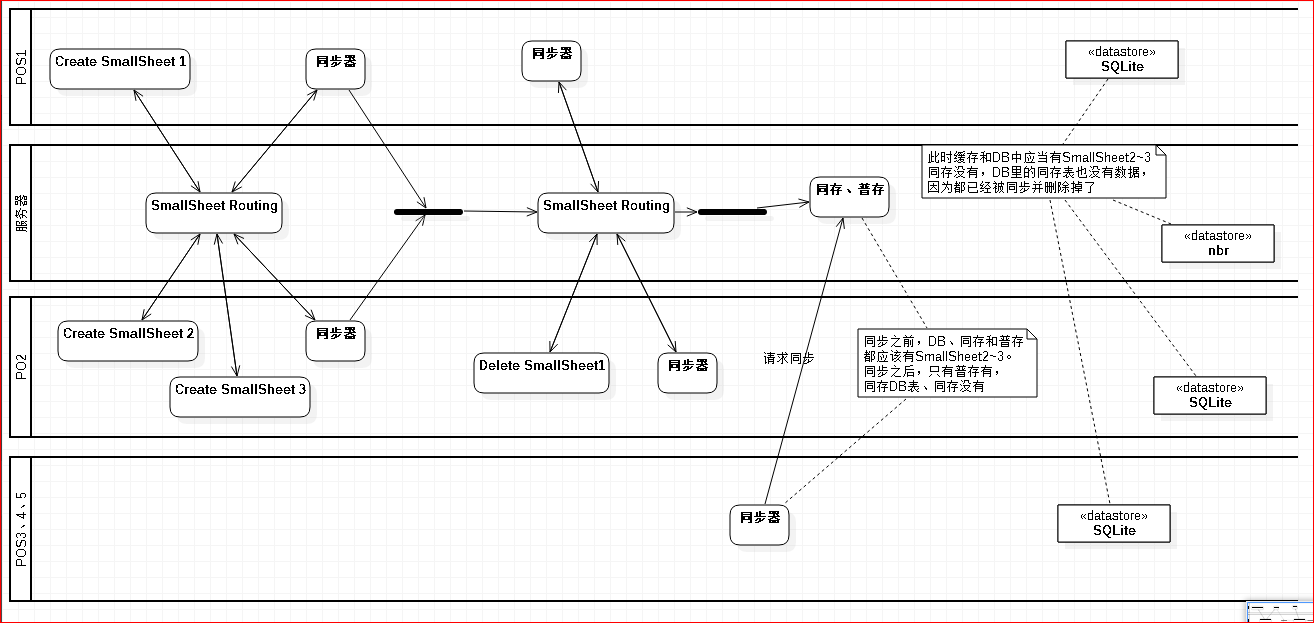 POS1
Create SmallSheet 1
同步器
同步器
«datastore»
SQLite
服务器
SmallSheet Routing
SmallSheet Routing
同存、普存
此时缓存和DB中应当有SmallSheet2~3
同存没有，DB里的同存表也没有数据，
因为都已经被同步并删除掉了
«datastore»
nbr
PO2
Create SmallSheet 2
同步器
Create SmallSheet 3
Delete SmallSheet1
同步器
请求同步
同步之前，DB、同存和普存
都应该有SmallSheet2~3。
同步之后，只有普存有，
同存DB表、同存没有
«datastore»
SQLite
POS3、4、5
同步器
«datastore»
SQLite